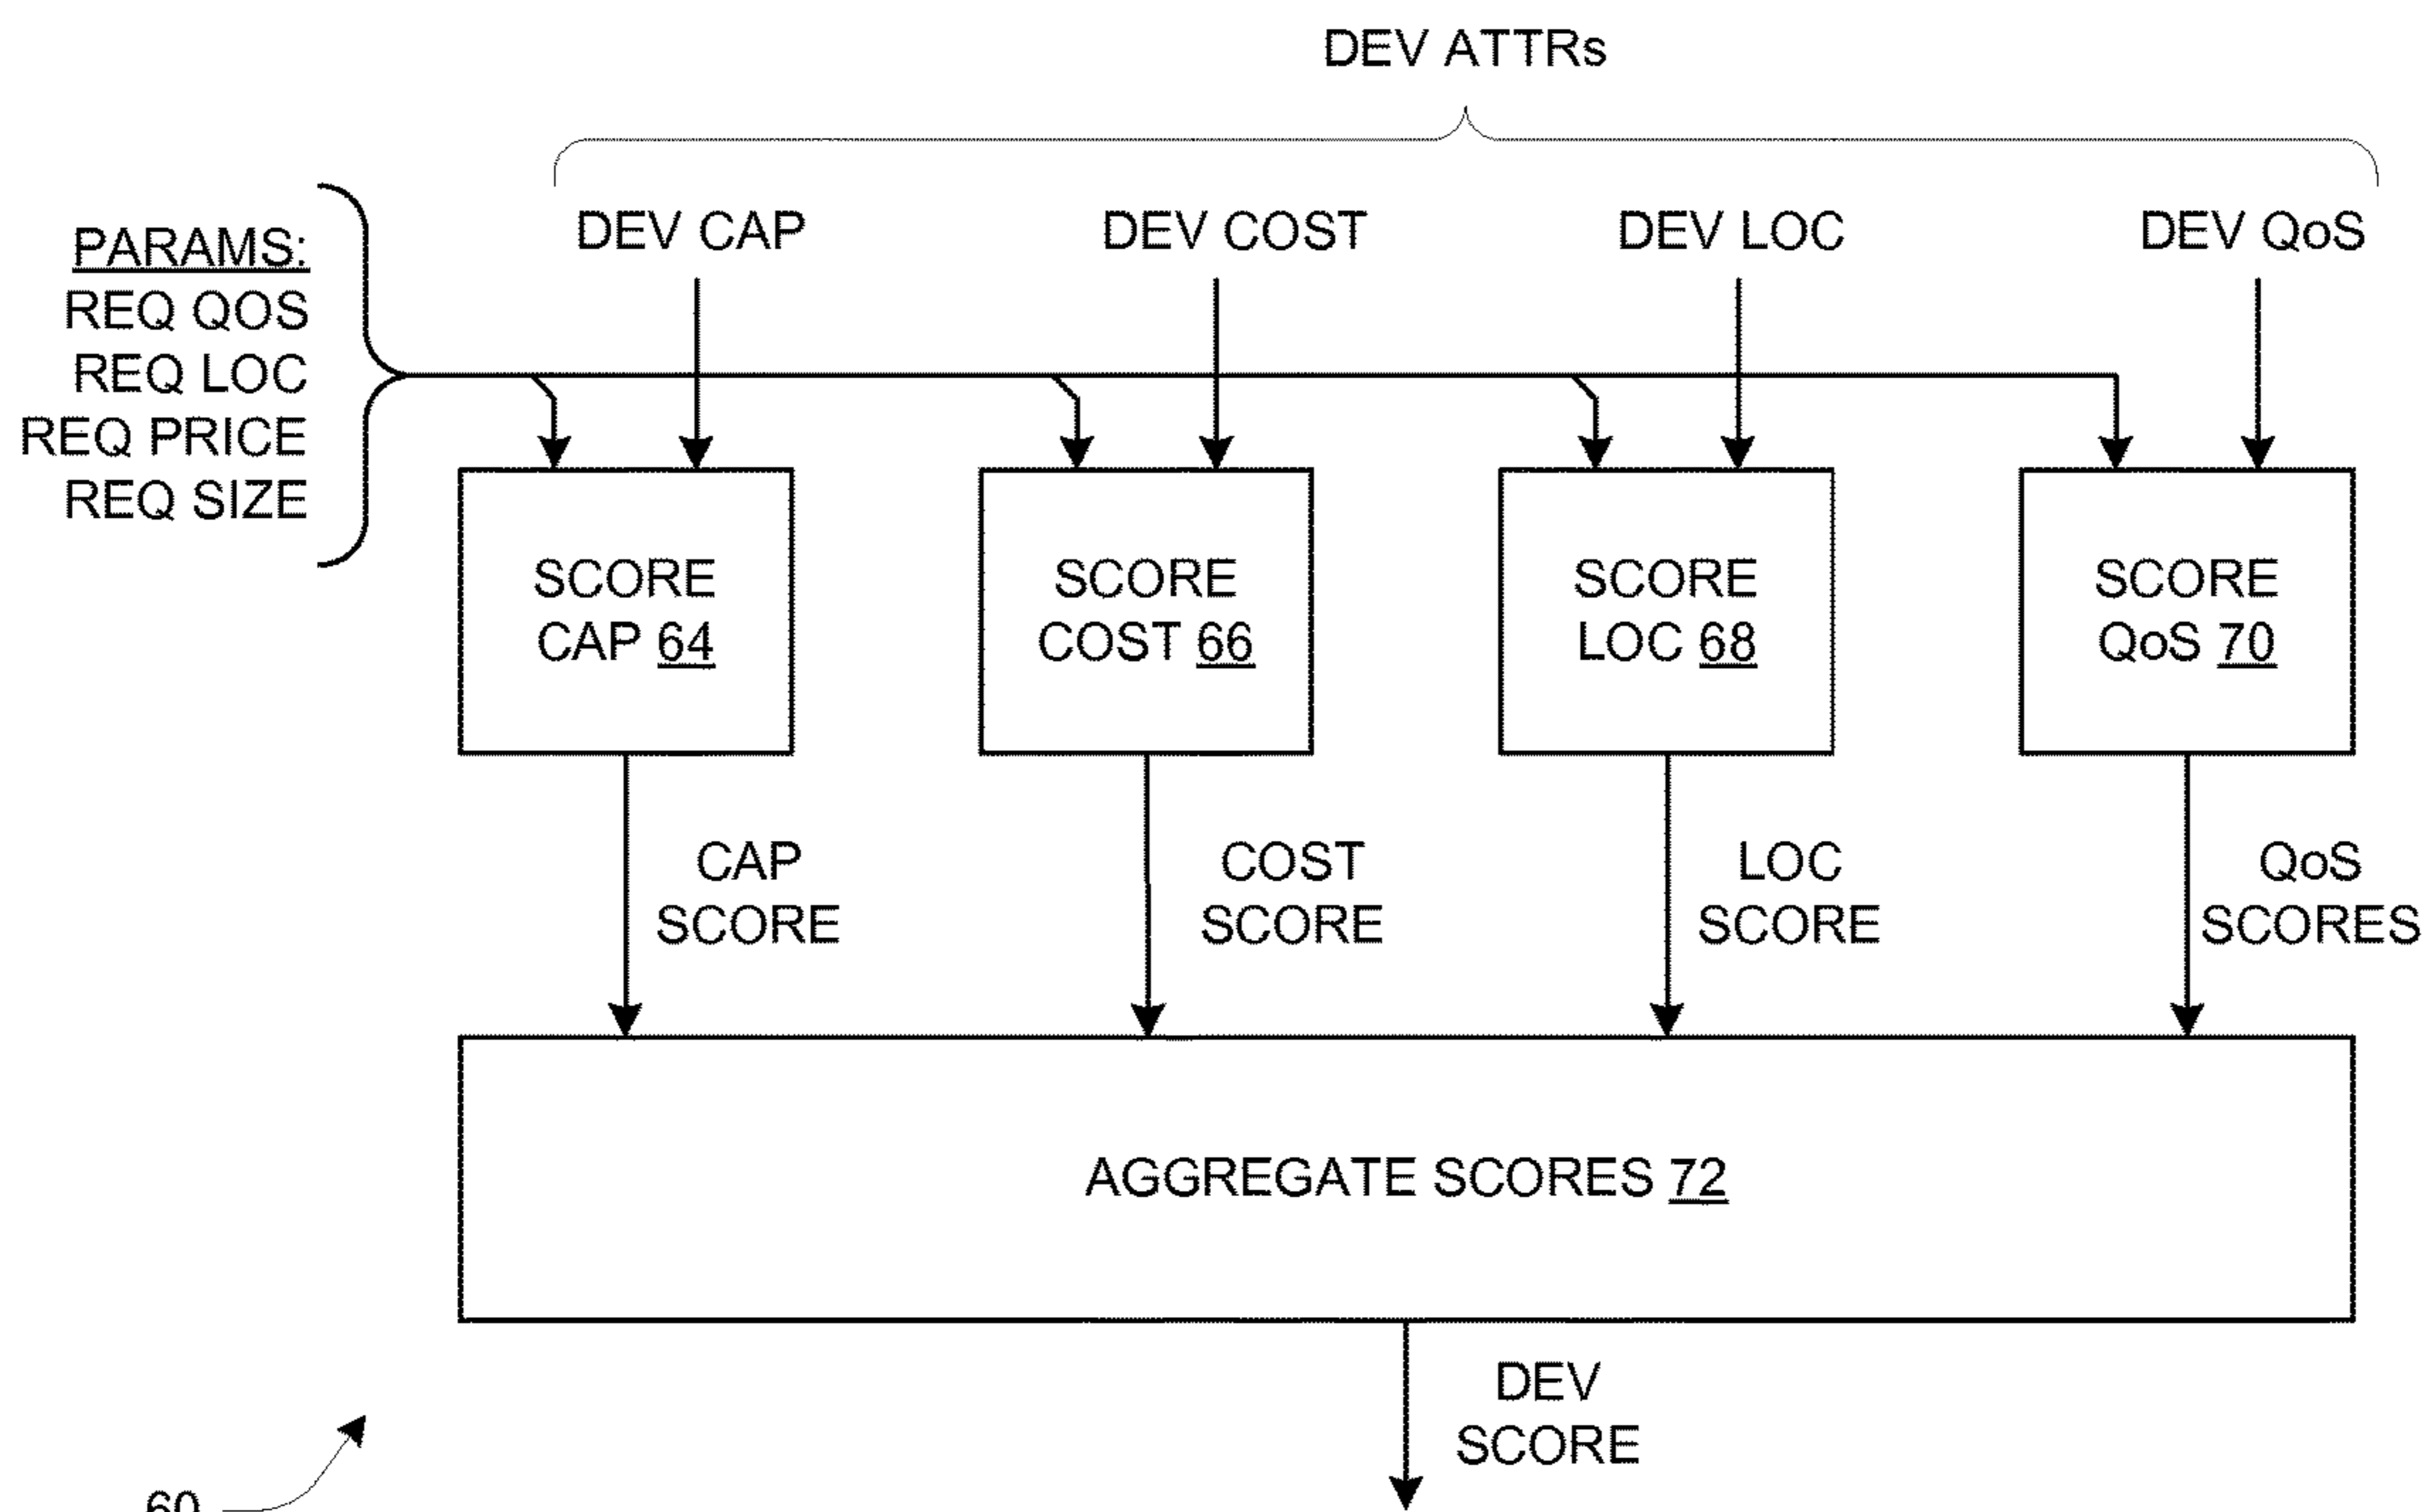 DEV ATTRs
DEV CAP
DEV COST
DEV LOC
DEV QoS
PARAMS:
REQ QOS
REQ LOC
REQ PRICE
REQ SIZE
SCORE
CAP 64
SCORE
COST 66
SCORE
LOC 68
SCORE
QoS 70
CAP
SCORE
COST
SCORE
LOC
SCORE
QoS
SCORES
AGGREGATE SCORES 72
DEV
SCORE